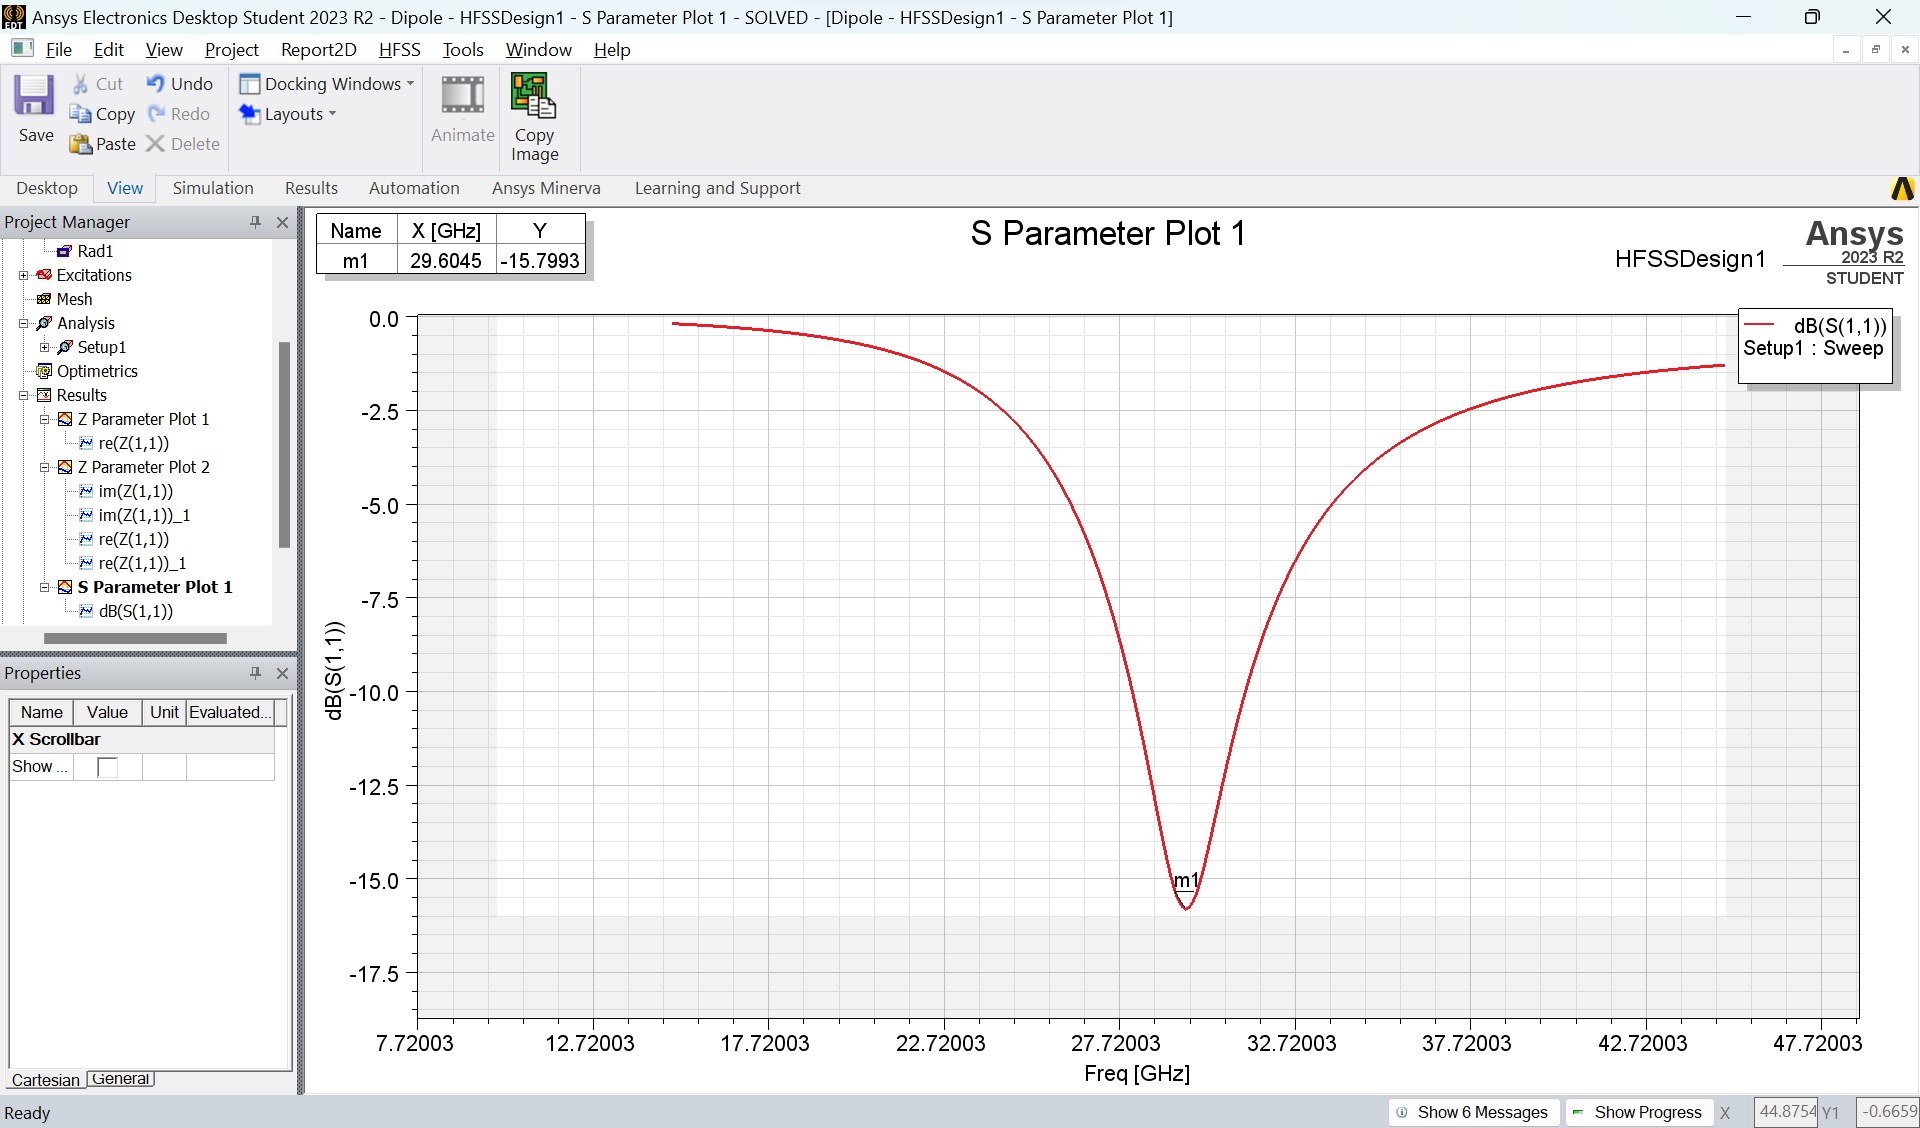 Ansys Electronics Desktop Student 2023 R2 - Dipole - HFSSDesign1 - S Parameter Plot 1 - SOLVED - [Dipole - HFSSDesign1 - S Parameter Plot 1]
File Edit View Project Report2D HFSS Tools Window Help
Save
Cut
Copy
Paste
Undo
Redo
Delete
Docking Windows
Layouts
Animate
Copy
Image
Desktop View Simulation Results Automation Ansys Minerva Learning and Support
Project Manager
Rad1
Excitations
Mesh
Analysis
Setup1
Optimetrics
Results
Z Parameter Plot 1
re(Z(1,1))
Z Parameter Plot 2
im(Z(1,1))
im(Z(1,1))_1
re(Z(1,1))
re(Z(1,1))_1
S Parameter Plot 1
dB(S(1,1))
Properties
Name Value Unit Evaluated...
X Scrollbar
Show ...
Cartesian General
Name X [GHz] Y
m1 29.6045 -15.7993
S Parameter Plot 1
HFSSDesign1
Ansys
2023 R2
STUDENT
dB(S(1,1))
Setup1 : Sweep
0.0
-2.5
-5.0
-7.5
-10.0
-12.5
-15.0
-17.5
dB(S(1,1))
m1
7.72003 12.72003 17.72003 22.72003 27.72003 32.72003 37.72003 42.72003 47.72003
Freq [GHz]
Ready
Show 6 Messages Show Progress X 44.8754 Y1 -0.6659